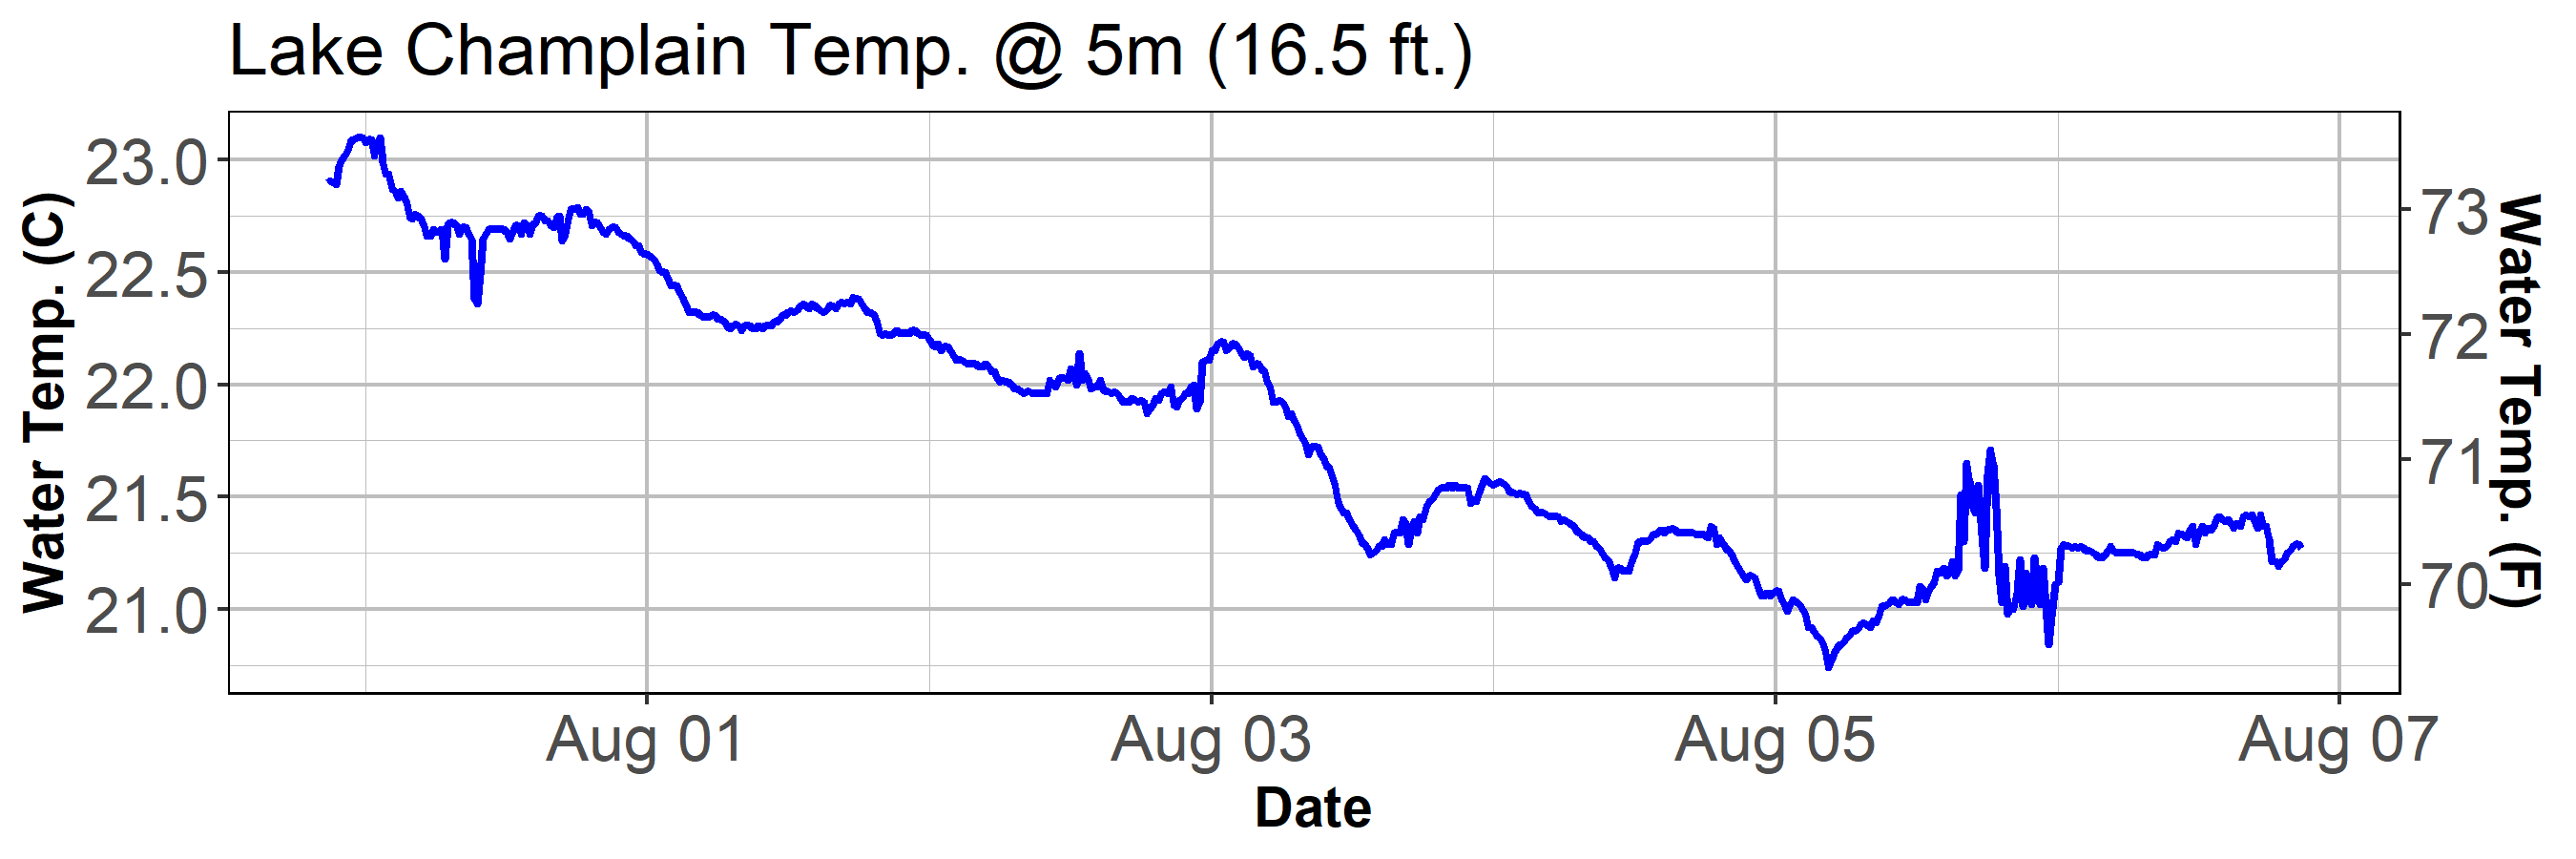 Lake Champlain Temp. @ 5m (16.5 ft.)
Water Temp. (C)
23.0
22.5
22.0
21.5
21.0
73
72
71
70
Water Temp. (F)
Aug 01
Aug 03
Aug 05
Aug 07
Date